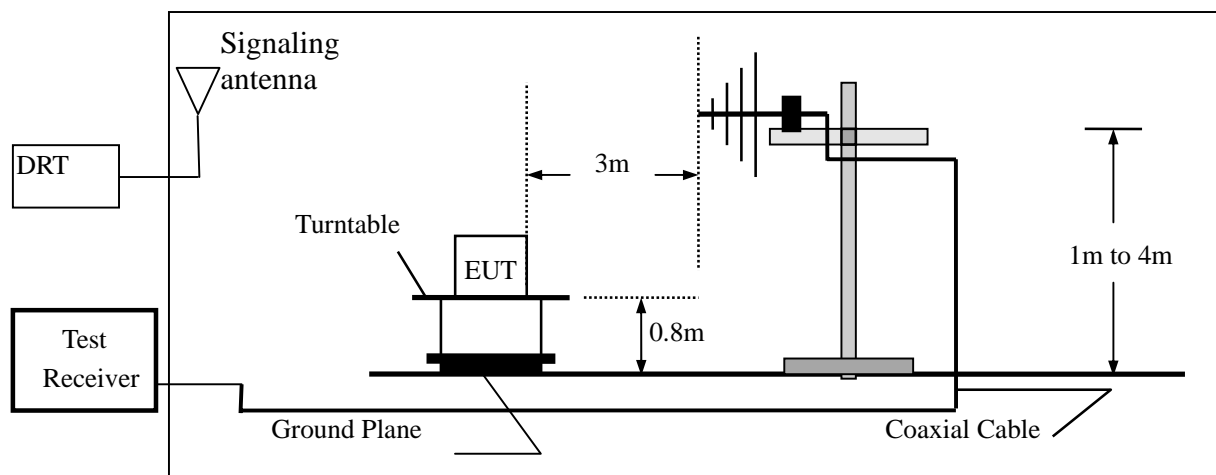 Signaling
antenna
DRT
3m
Turntable
EUT
1m to 4m
0.8m
Test
Receiver
Ground Plane
Coaxial Cable